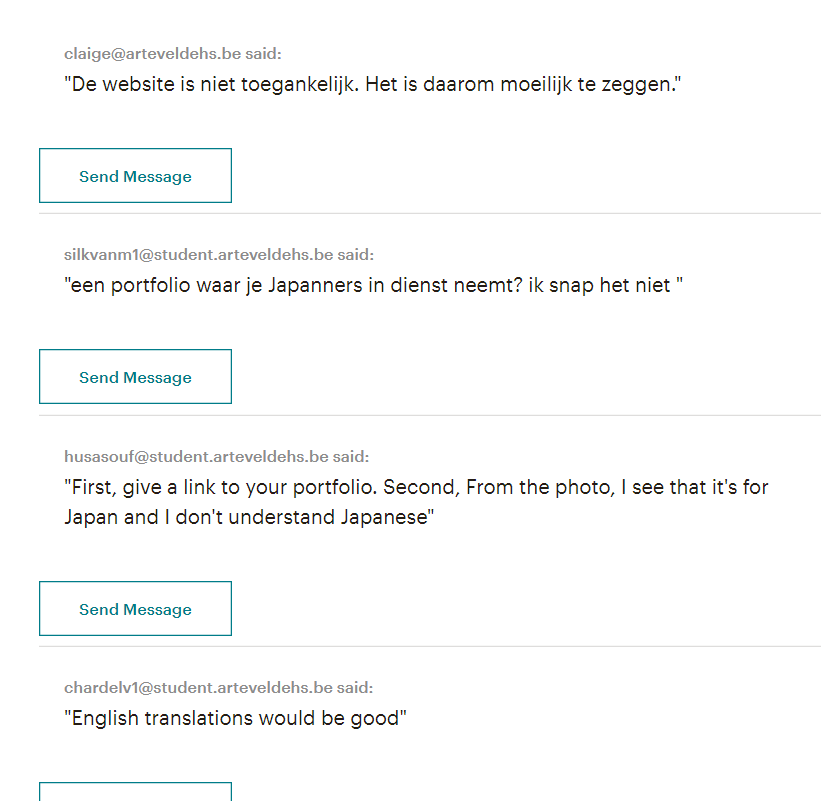 claige@arteveldehs.be said:
"De website is niet toegankelijk. Het is daarom moeilijk te zeggen."
Send Message
silkvanm1@student.arteveldehs.be said:
"een portfolio waar je Japanners in dienst neemt? ik snap het niet "
Send Message
husasouf@student.arteveldehs.be said:
"First, give a link to your portfolio. Second, From the photo, I see that it's for
Japan and I don't understand Japanese"
Send Message
chardelv1@student.arteveldehs.be said:
"English translations would be good"